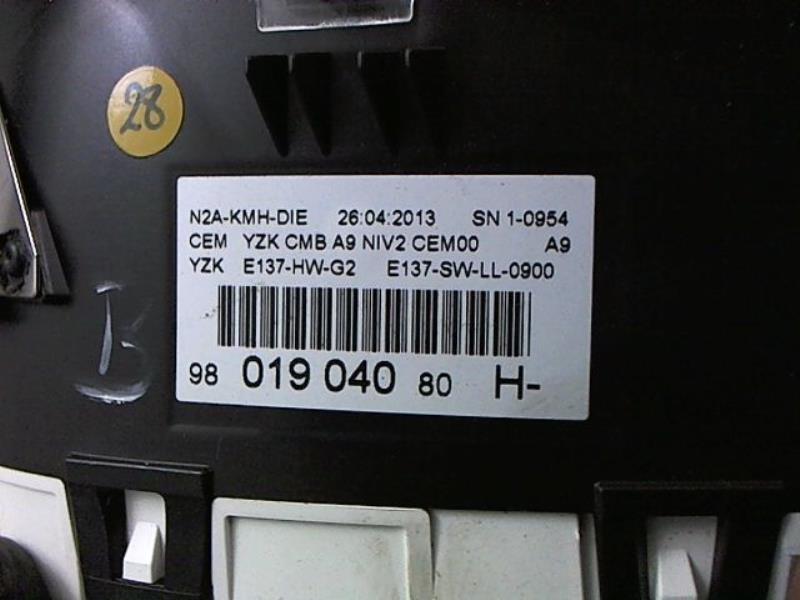 28
N2A-KMH-DIE 26:04:2013 SN 1-0954
CEM YZK CMB A9 NIV2 CEM00 A9
YZK E137-HW-G2 E137-SW-LL-0900
98 019 040 80 H-